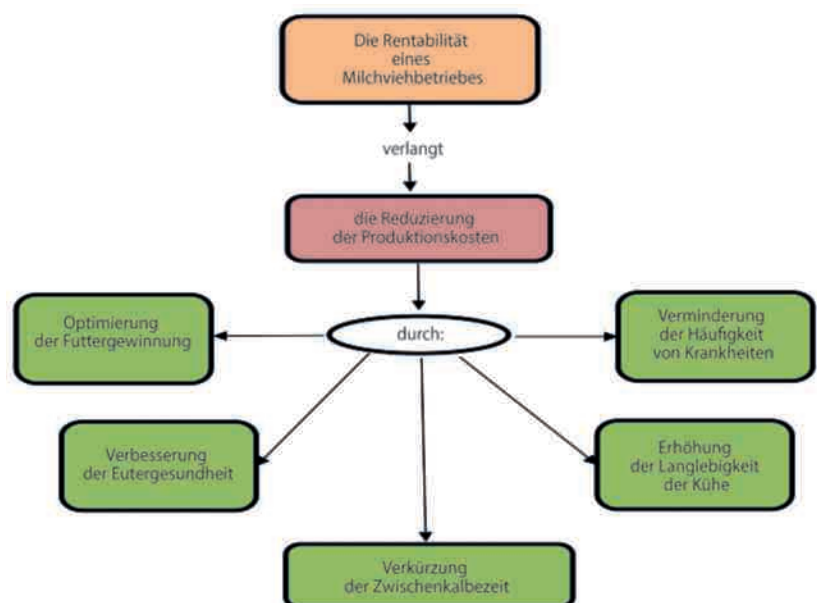 Die Rentabilität
eines
Milchviehbetriebes
verlangt
die Reduzierung
der Produktionskosten
durch:
Optimierung
der Futtergewinnung
Verminderung
der Häufigkeit
von Krankheiten
Verbesserung
der Eutergesundheit
Erhöhung
der Langlebigkeit
der Kühe
Verkürzung
der Zwischenkalbezeit